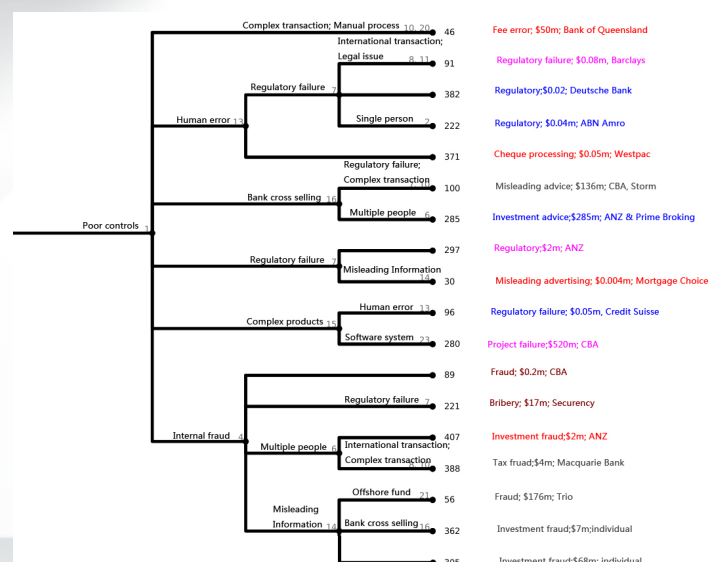 Complex transaction; Manual process 10, 20 46 Fee error; $50m; Bank of Queensland
International transaction;
Legal issue 8, 11 91 Regulatory failure; $0.08m, Barclays
Regulatory failure 7 382 Regulatory;$0.02; Deutsche Bank
Human error 13 Single person 2 222 Regulatory; $0.04m; ABN Amro
371 Cheque processing; $0.05m; Westpac
Regulatory failure;
Complex transaction 100 Misleading advice; $136m; CBA, Storm
Bank cross selling 16
Multiple people 6 285 Investment advice;$285m; ANZ & Prime Broking
Poor controls 1
297 Regulatory;$2m; ANZ
Regulatory failure 7
Misleading Information 14 30 Misleading advertising; $0.004m; Mortgage Choice
Human error 13 96 Regulatory failure; $0.05m, Credit Suisse
Complex products 15
Software system 23 280 Project failure;$520m; CBA
89 Fraud; $0.2m; CBA
Regulatory failure 7 221 Bribery; $17m; Securency
Internal fraud 4
407 Investment fraud;$2m; ANZ
Multiple people 6 International transaction;
Complex transaction 8, 10 388 Tax fruad;$4m; Macquarie Bank
Offshore fund 21 56 Fraud; $176m; Trio
Misleading
Information 14 Bank cross selling 16 362 Investment fraud;$7m;individual
395 Investment fraud;$68m; individual